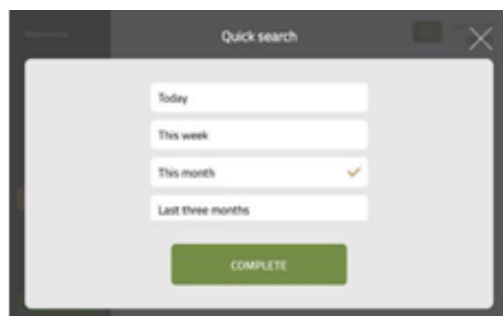 Quick search
Today
This week
This month
Last three months
COMPLETE